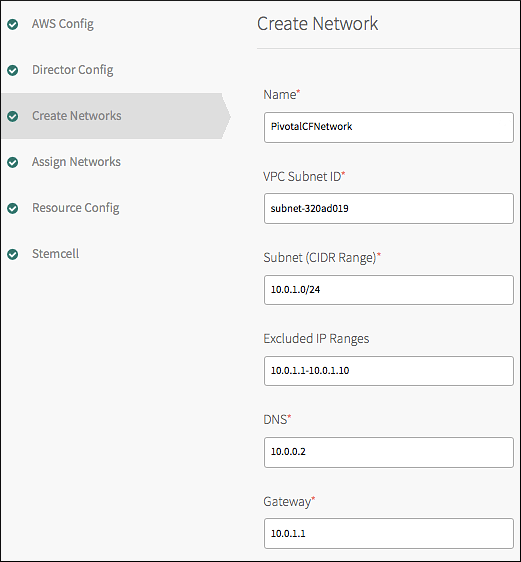 AWS Config
Director Config
Create Networks
Assign Networks
Resource Config
Stemcell
Create Network
Name*
PivotalCFNetwork
VPC Subnet ID*
subnet-320ad019
Subnet (CIDR Range)*
10.0.1.0/24
Excluded IP Ranges
10.0.1.1-10.0.1.10
DNS*
10.0.0.2
Gateway*
10.0.1.1